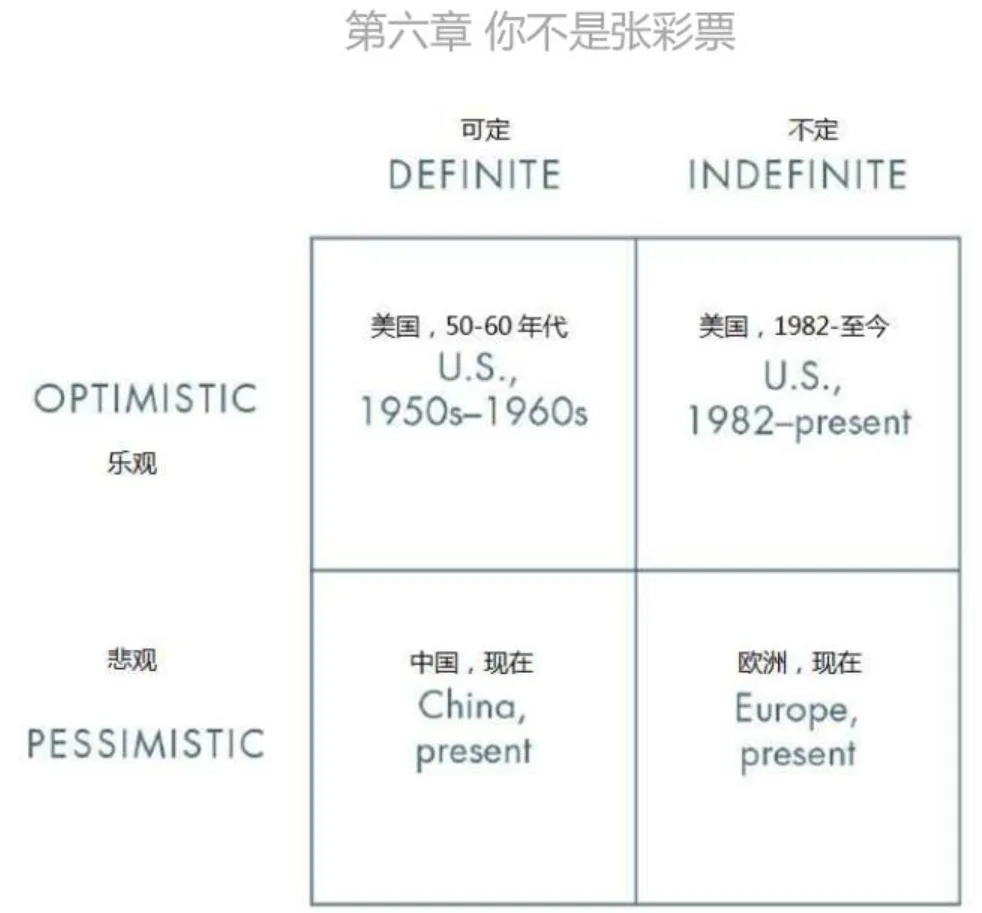 第六章 你不是张彩票
可定
不定
DEFINITE
INDEFINITE
美国，50-60 年代
美国，1982-至今
U.S.,
1950s–1960s
U.S.,
1982–present
OPTIMISTIC
乐观
悲观
PESSIMISTIC
中国，现在
欧洲，现在
China,
present
Europe,
present